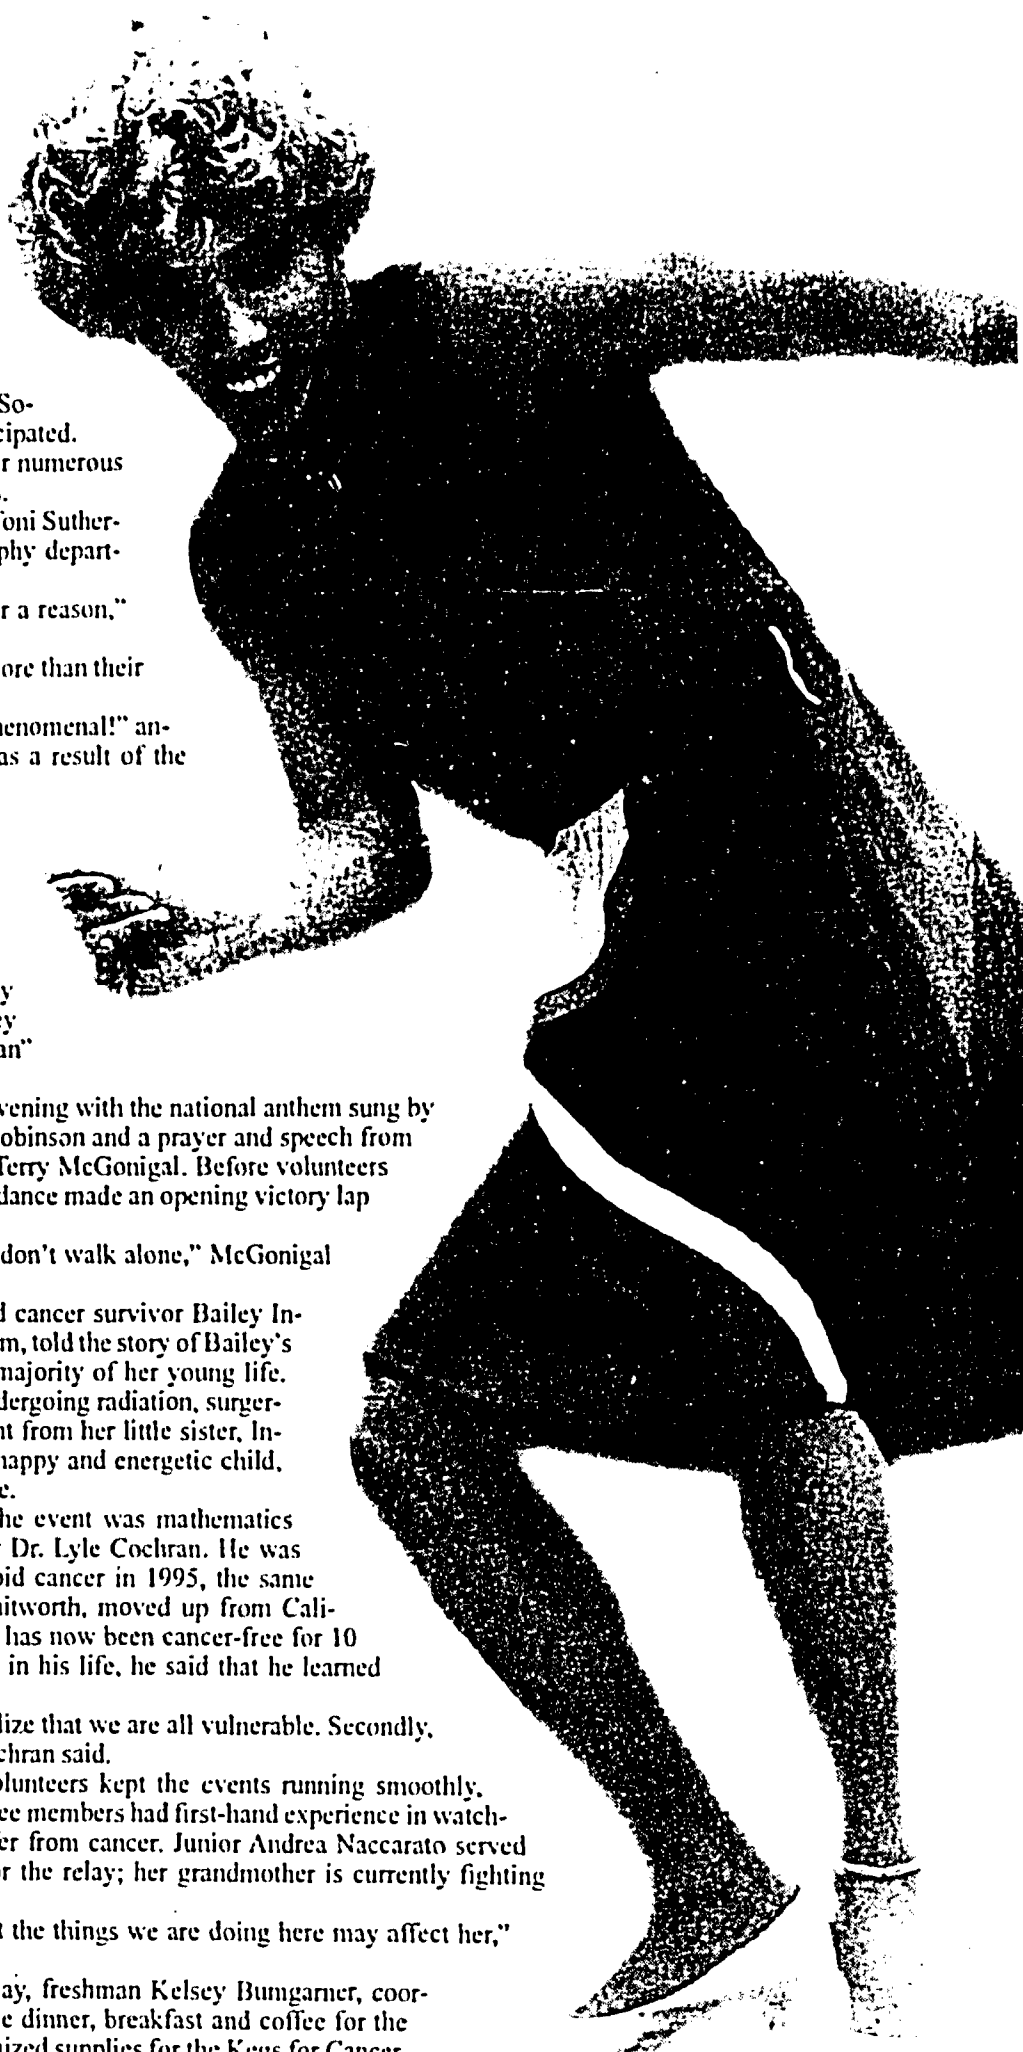 So-
cipated.
r numerous
.
Toni Suther-
phy depart-
r a reason,"
ore than their
henomenal!" an-
as a result of the
y
ey
an"
vening with the national anthem sung by
obinson and a prayer and speech from
Terry McGonigal. Before volunteers
dance made an opening victory lap
don't walk alone," McGonigal
d cancer survivor Bailey In-
m, told the story of Bailey's
majority of her young life.
dergoing radiation, surger-
nt from her little sister, In-
happy and energetic child,
e.
he event was mathematics
r Dr. Lyle Cochran. He was
oid cancer in 1995, the same
hitworth, moved up from Cali-
has now been cancer-free for 10
in his life, he said that he learned
lize that we are all vulnerable. Secondly,
chran said.
olunteers kept the events running smoothly,
ee members had first-hand experience in watch-
er from cancer. Junior Andrea Naccarato served
or the relay; her grandmother is currently fighting
t the things we are doing here may affect her,"
ay, freshman Kelsey Bumgarner, coor-
e dinner, breakfast and coffee for the
nized supplies for the Kegs for Cancer